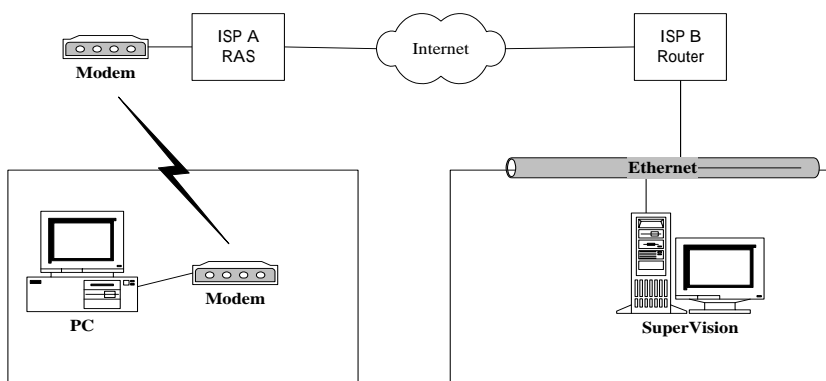 ISP A
RAS
Internet
ISP B
Router
Modem
Ethernet
Modem
PC
SuperVision